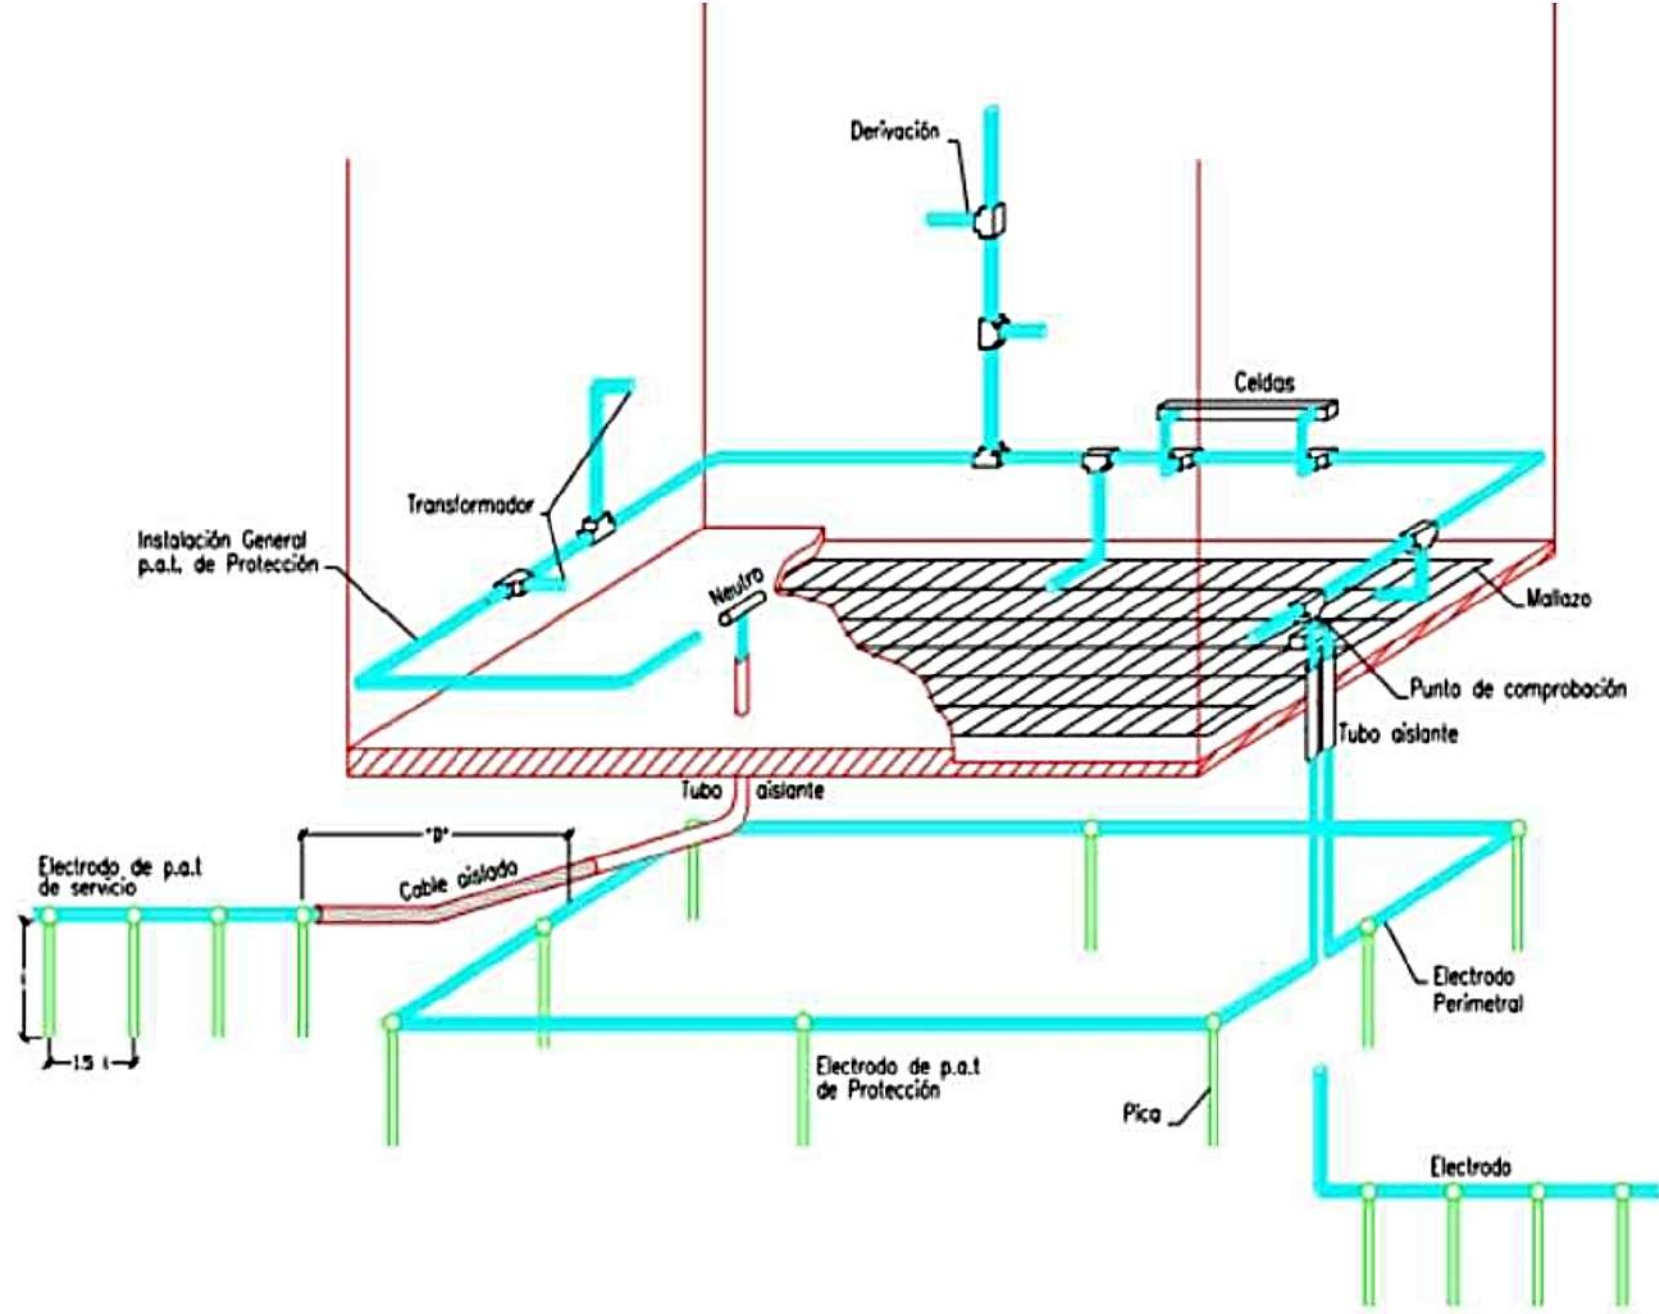 Derivación
Celdas
Transformador
Instalación General
p.a.t. de Protección
Neutro
Mallazo
Punto de comprobación
Tubo aislante
Tubo aislante
"D"
Electrodo de p.a.t
de servicio
Cable aislado
Electrodo
Perimetral
1.5 l
Electrodo de p.a.t
de Protección
Pica
Electrodo